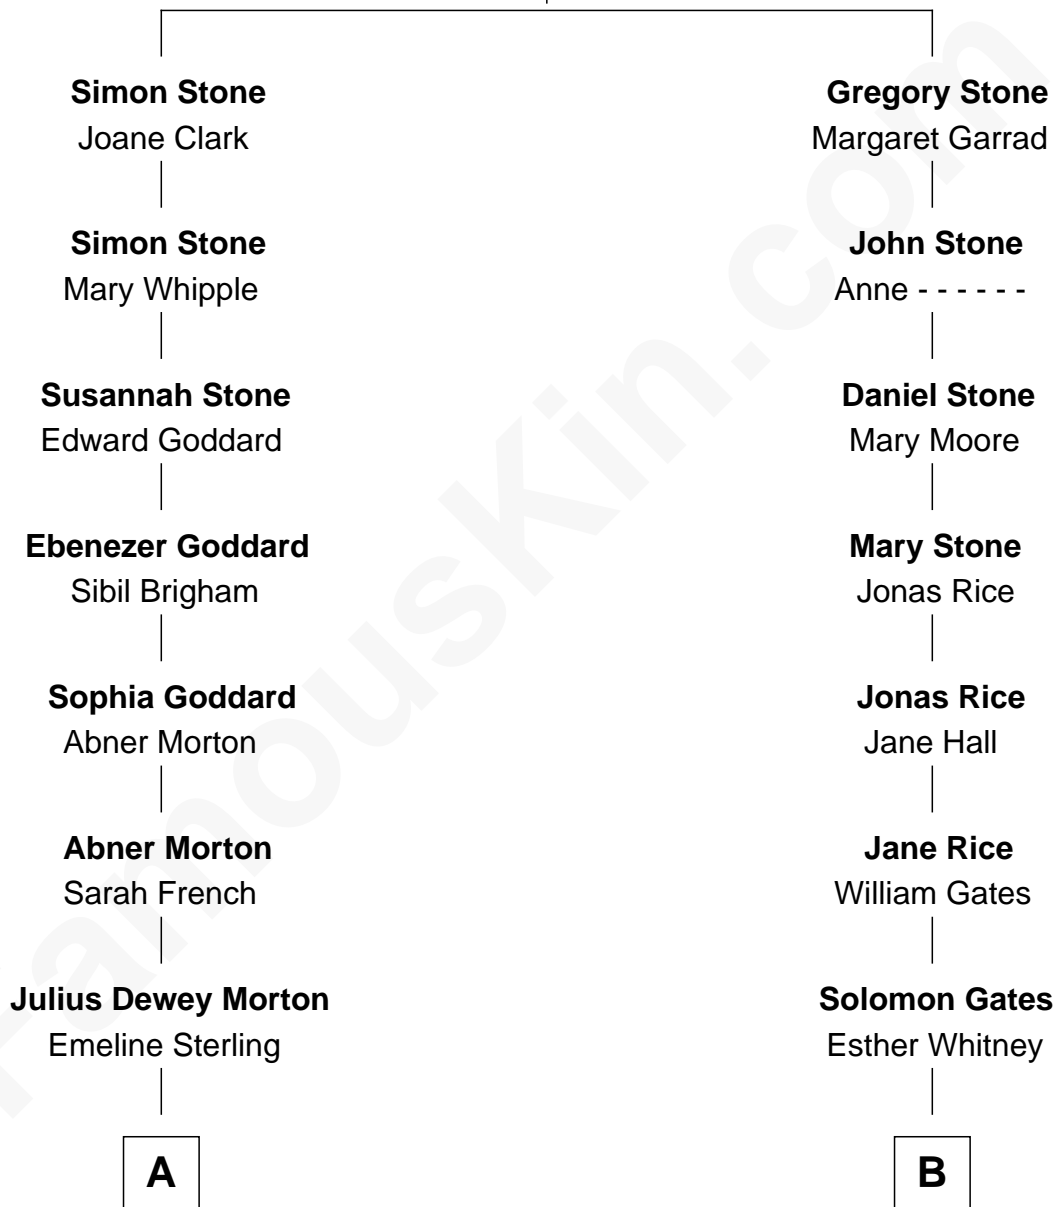 Simon Stone
Joane Clark
Simon Stone
Mary Whipple
Susannah Stone
Edward Goddard
Ebenezer Goddard
Sibil Brigham
Sophia Goddard
Abner Morton
Abner Morton
Sarah French
Julius Dewey Morton
Emeline Sterling
A
Gregory Stone
Margaret Garrad
John Stone
Anne - - - - - -
Daniel Stone
Mary Moore
Mary Stone
Jonas Rice
Jonas Rice
Jane Hall
Jane Rice
William Gates
Solomon Gates
Esther Whitney
B
FamousKin.com